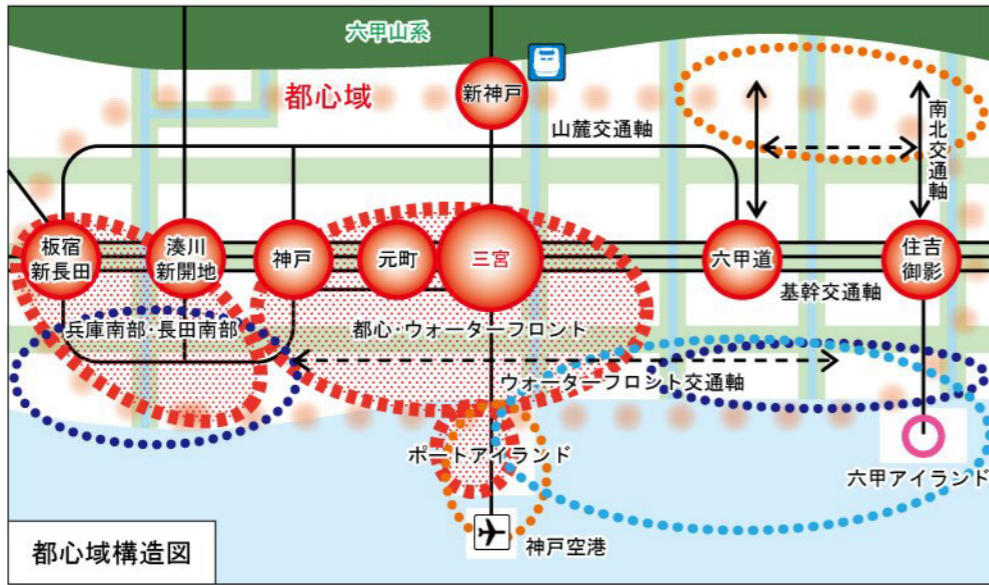 六甲山系
都心域
新神戸
山麓交通軸
南北交通軸
板宿
新長田
湊川
新開地
神戸
元町
三宮
六甲道
住吉
御影
基幹交通軸
兵庫南部・長田南部
都心・ウォーターフロント
ウォーターフロント交通軸
ポートアイランド
六甲アイランド
神戸空港
都心域構造図